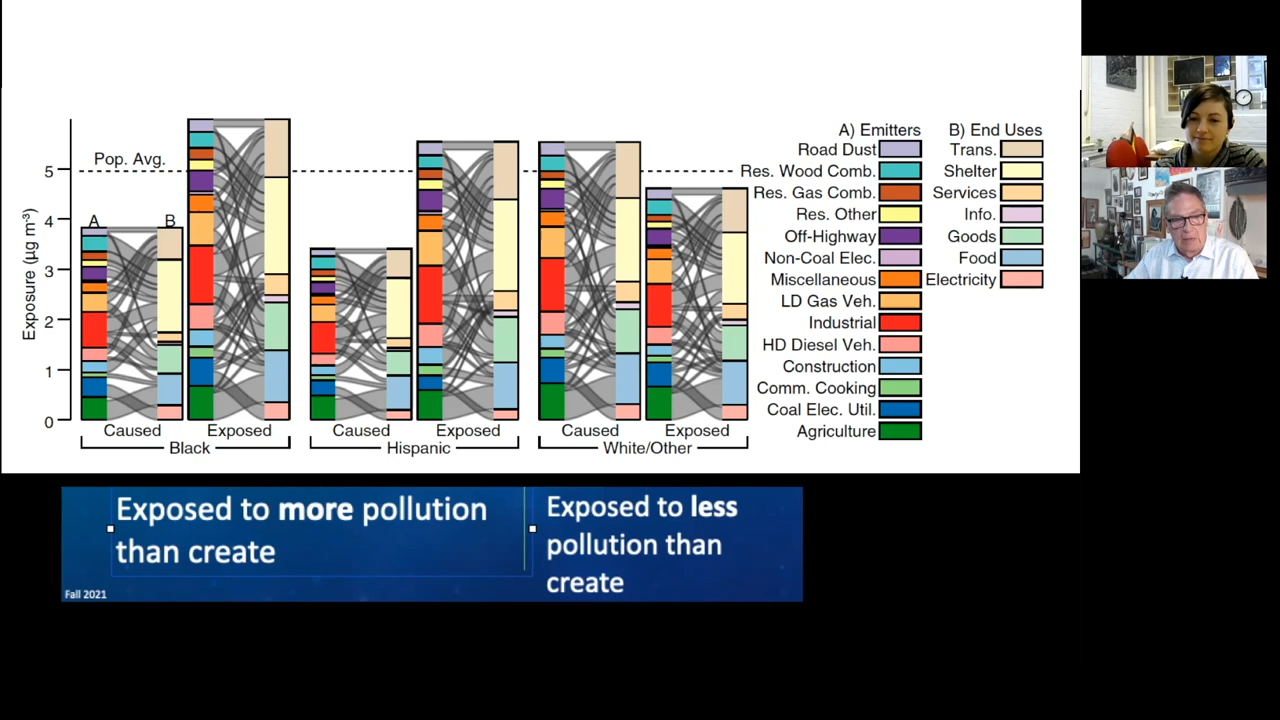 Exposure (µg m³)
5
4
3
2
1
0
Pop. Avg.
A
B
Caused
Exposed
Black
Caused
Exposed
Hispanic
Caused
Exposed
White/Other
A) Emitters
Road Dust
Res. Wood Comb.
Res. Gas Comb.
Res. Other
Off-Highway
Non-Coal Elec.
Miscellaneous
LD Gas Veh.
Industrial
HD Diesel Veh.
Construction
Comm. Cooking
Coal Elec. Util.
Agriculture
B) End Uses
Trans.
Shelter
Services
Info.
Goods
Food
Electricity
Exposed to more pollution
than create
Exposed to less
pollution than
create
Fall 2021